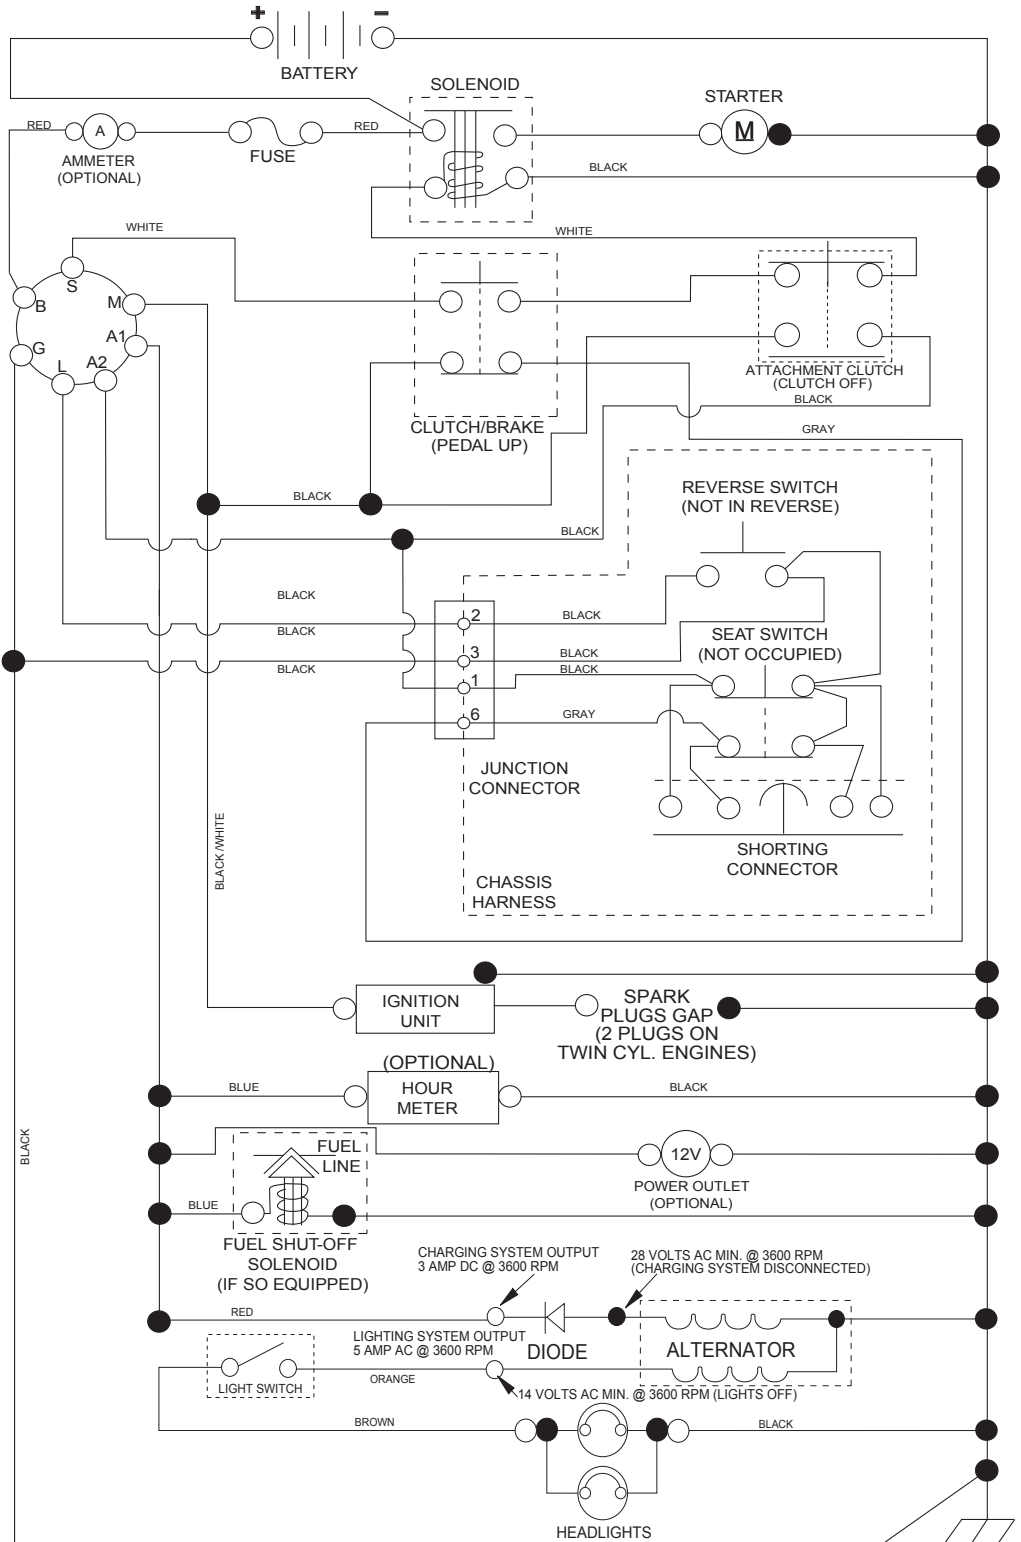 + -
BATTERY
SOLENOID
STARTER
RED
A
RED
M
AMMETER
(OPTIONAL)
FUSE
BLACK
WHITE
WHITE
S
B
M
A1
G
L
A2
ATTACHMENT CLUTCH
(CLUTCH OFF)
BLACK
CLUTCH/BRAKE
(PEDAL UP)
GRAY
REVERSE SWITCH
(NOT IN REVERSE)
BLACK
BLACK
BLACK
2
BLACK
BLACK
SEAT SWITCH
(NOT OCCUPIED)
3
BLACK
BLACK
BLACK
1
6
GRAY
JUNCTION
CONNECTOR
BLACK /WHITE
SHORTING
CONNECTOR
CHASSIS
HARNESS
IGNITION
UNIT
SPARK
PLUGS GAP
(2 PLUGS ON
TWIN CYL. ENGINES)
(OPTIONAL)
BLUE
HOUR
METER
BLACK
BLACK
FUEL
LINE
12V
POWER OUTLET
(OPTIONAL)
BLUE
FUEL SHUT-OFF
SOLENOID
(IF SO EQUIPPED)
CHARGING SYSTEM OUTPUT
3 AMP DC @ 3600 RPM
28 VOLTS AC MIN. @ 3600 RPM
(CHARGING SYSTEM DISCONNECTED)
RED
LIGHTING SYSTEM OUTPUT
5 AMP AC @ 3600 RPM
DIODE
ALTERNATOR
LIGHT SWITCH
ORANGE
14 VOLTS AC MIN. @ 3600 RPM (LIGHTS OFF)
BROWN
BLACK
HEADLIGHTS